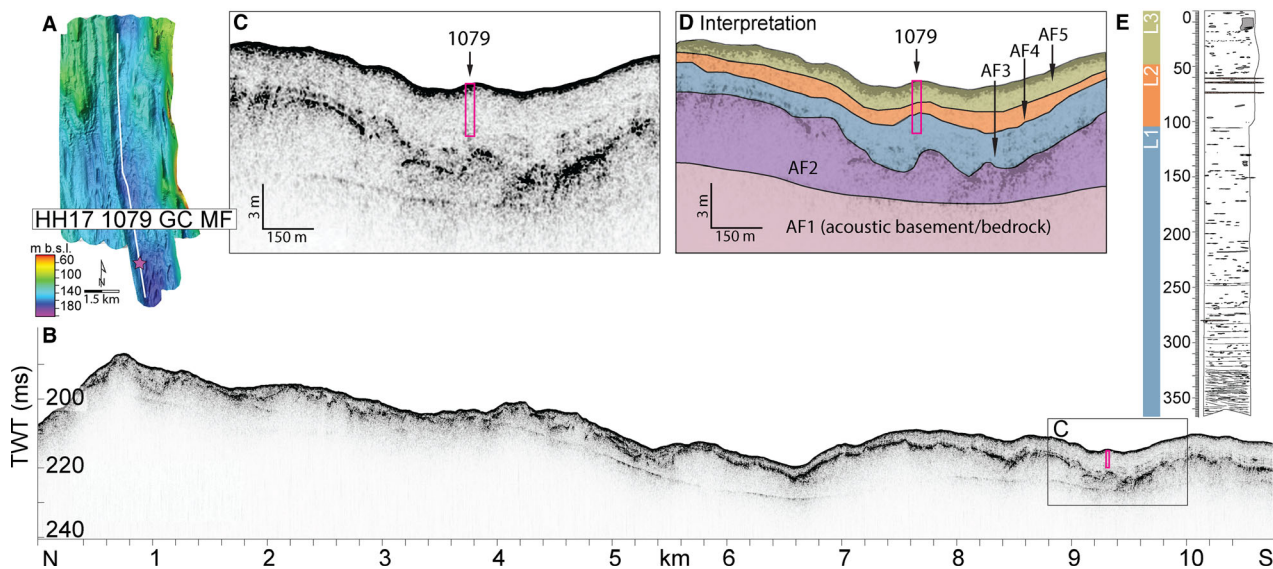 A
HH17 1079 GC MF
m b.s.l.
60
100
140
180
N
1.5 km
C
1079
3 m
150 m
D Interpretation
1079
AF3
AF4
AF5
AF2
AF1 (acoustic basement/bedrock)
3 m
150 m
E
L3
L2
L1
0
50
100
150
200
250
300
350
B
TWT (ms)
200
220
240
C
N 1 2 3 4 5 km 6 7 8 9 10 S